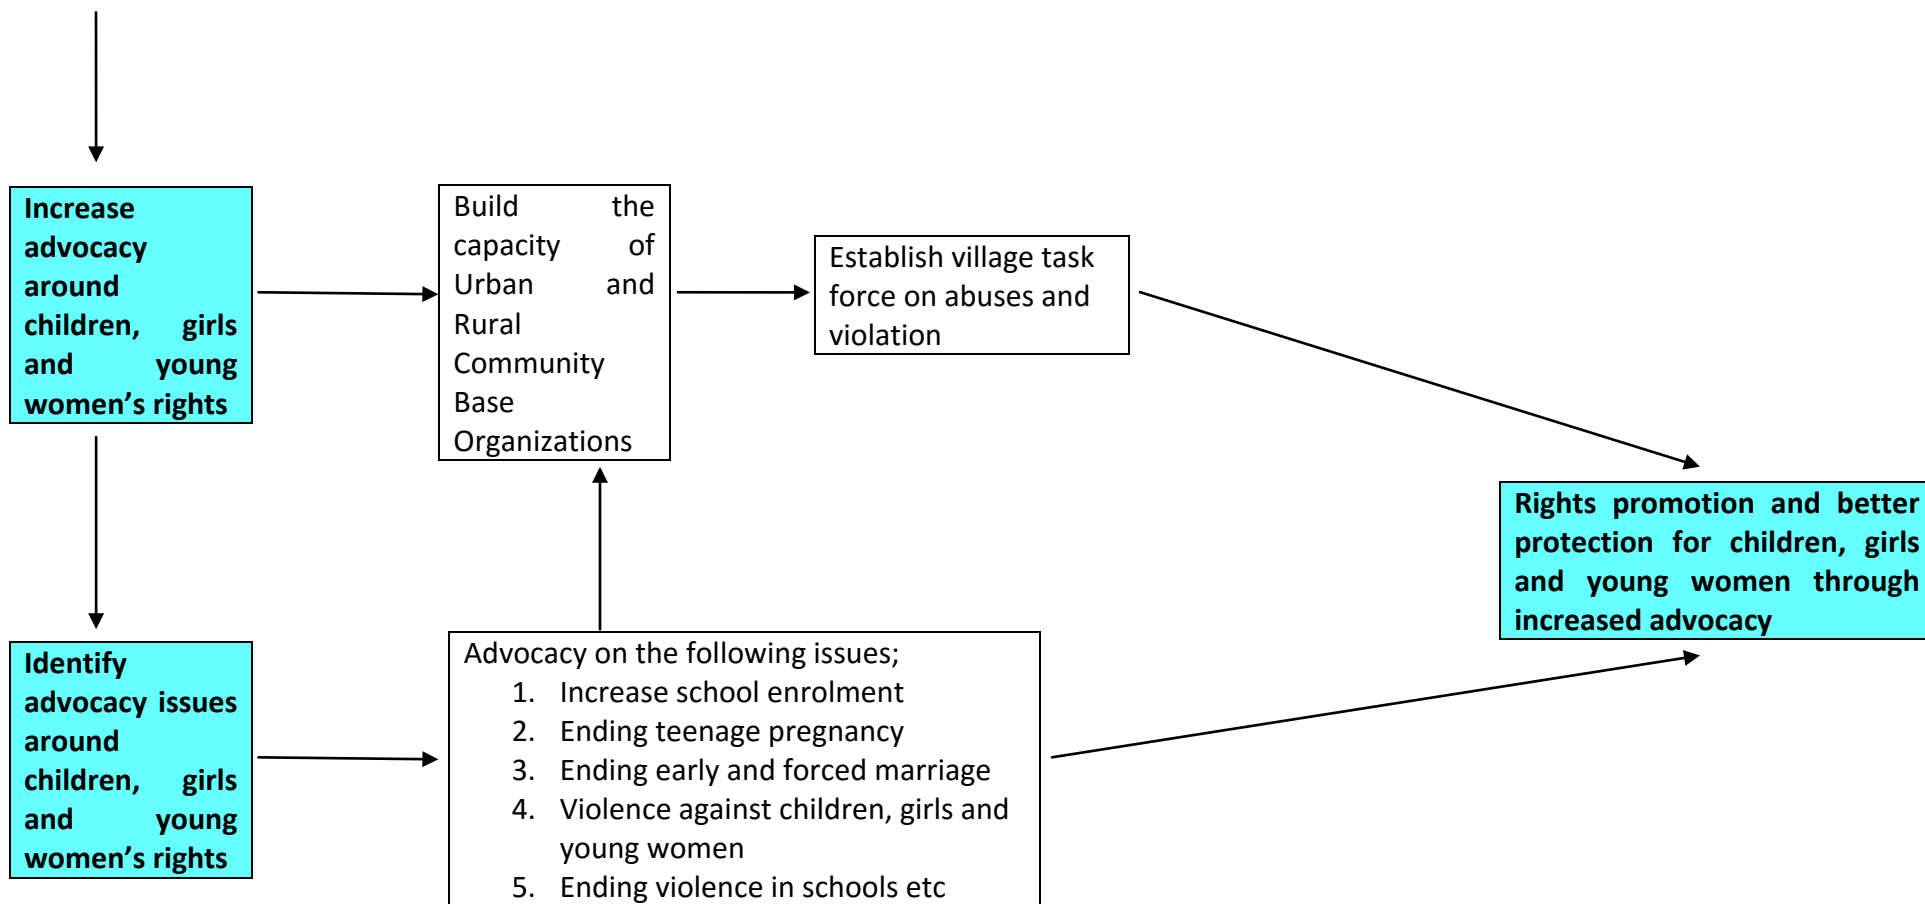 Increase
advocacy
around
children, girls
and young
women’s rights
Build the
capacity of
Urban and
Rural
Community
Base
Organizations
Establish village task
force on abuses and
violation
Rights promotion and better
protection for children, girls
and young women through
increased advocacy
Identify
advocacy issues
around
children, girls
and young
women’s rights
Advocacy on the following issues;
1. Increase school enrolment
2. Ending teenage pregnancy
3. Ending early and forced marriage
4. Violence against children, girls and
young women
5. Ending violence in schools etc